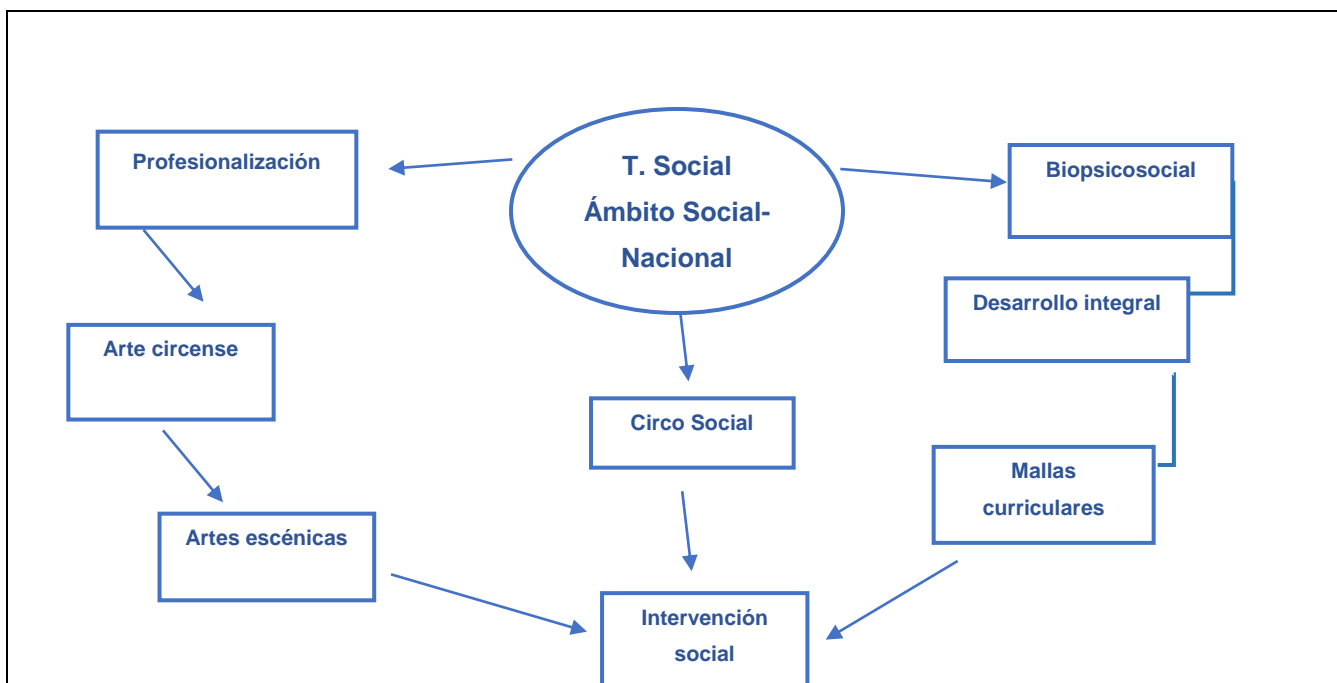 T. Social
Ámbito Social-
Nacional
Profesionalización
Biopsicosocial
Desarrollo integral
Arte circense
Circo Social
Mallas
curriculares
Artes escénicas
Intervención
social